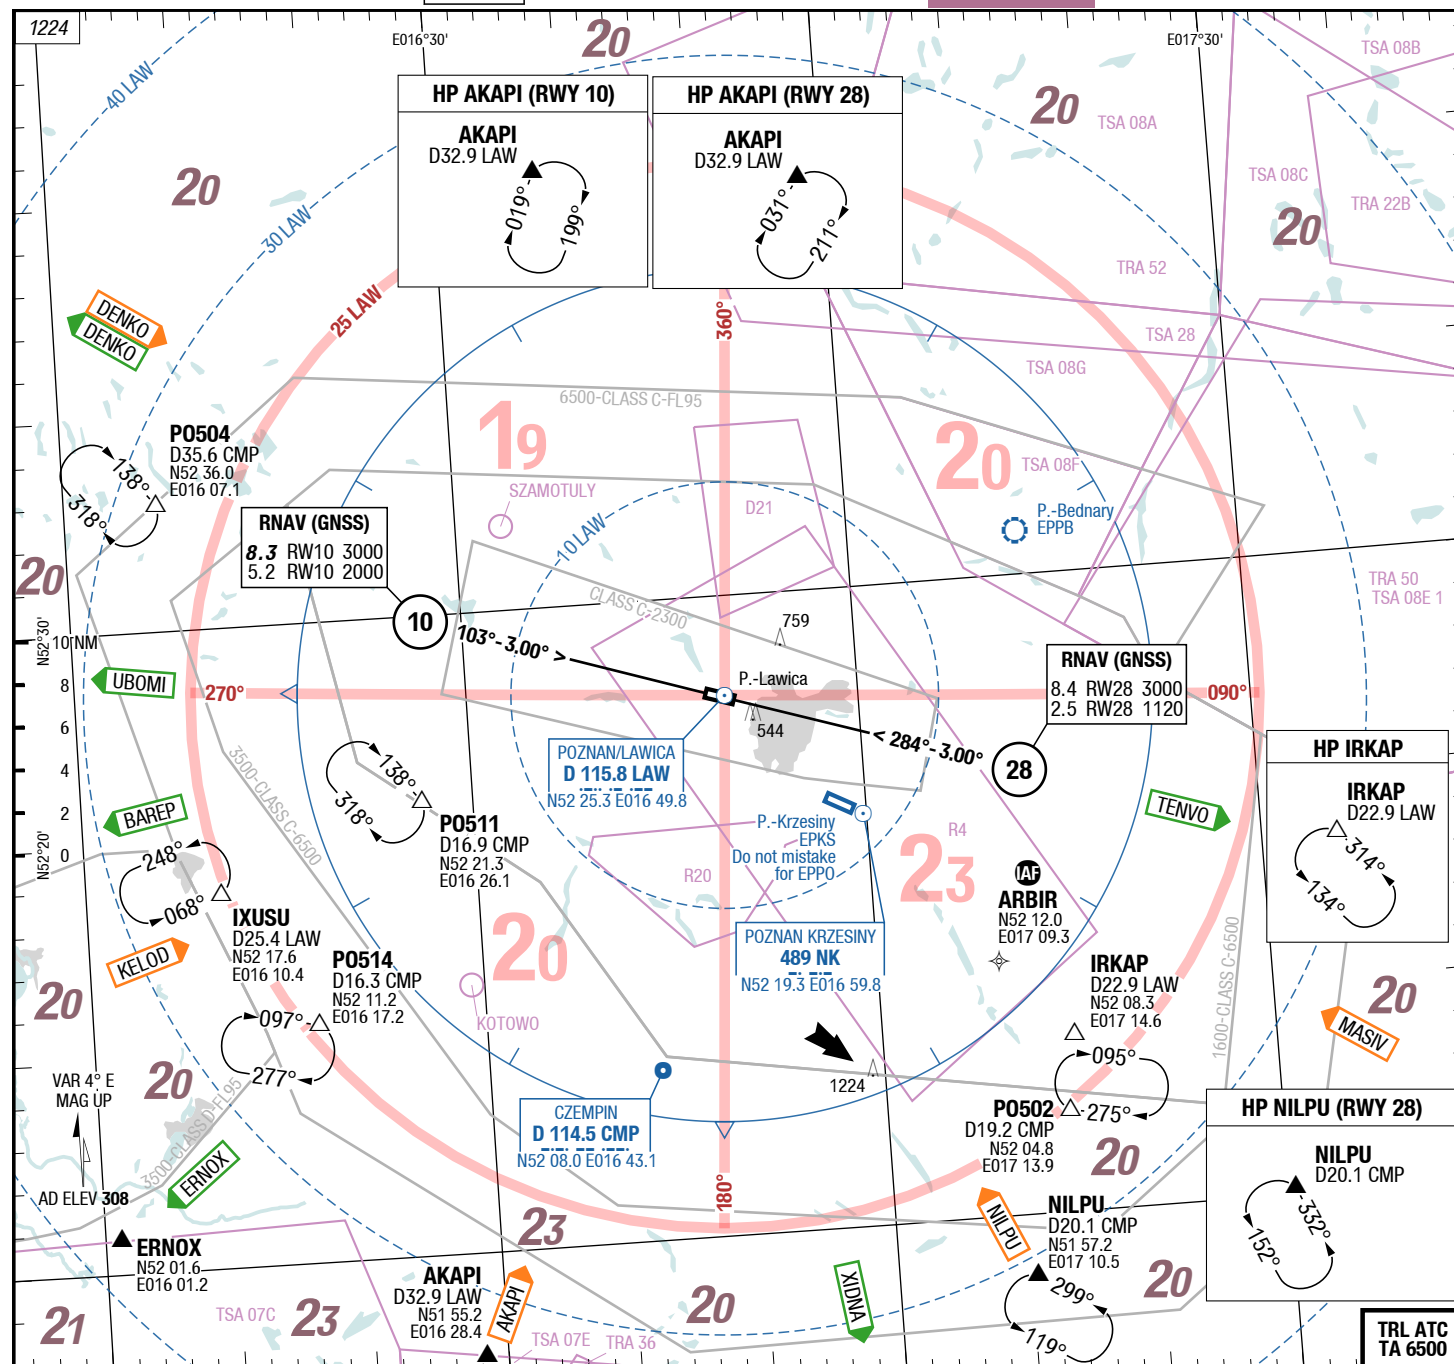 1224
E016°30'
E017°30'
20
TSA 08B
40 LAW
HP AKAPI (RWY 10)
AKAPI
D32.9 LAW
019°
199°
HP AKAPI (RWY 28)
AKAPI
D32.9 LAW
031°
211°
20
TSA 08A
TSA 08C
TRA 22B
20
20
30 LAW
TRA 52
25 LAW
360°
TSA 28
DENKO
DENKO
TSA 08G
6500-CLASS C-FL95
19
20
TSA 08F
PO504
D35.6 CMP
N52 36.0
E016 07.1
138°
318°
SZAMOTULY
D21
P.-Bednary
EPPB
RNAV (GNSS)
8.3 RW10 3000
5.2 RW10 2000
10 LAW
20
TRA 50
TSA 08E 1
CLASS C-2300
10
103°-3.00° >
759
N52°30'
10 NM
8
6
4
2
0
N52°20'
RNAV (GNSS)
8.4 RW28 3000
2.5 RW28 1120
UBOMI
270°
P.-Lawica
090°
544
< 284°-3.00°
28
POZNAN/LAWICA
D 115.8 LAW
N52 25.3 E016 49.8
3500-CLASS C-6500
138°
318°
PO511
D16.9 CMP
N52 21.3
E016 26.1
HP IRKAP
IRKAP
D22.9 LAW
314°
134°
BAREP
TENVO
P.-Krzesiny
EPKS
Do not mistake
for EPPO
R4
23
R20
248°
068°
IXUSU
D25.4 LAW
N52 17.6
E016 10.4
IAF
ARBIR
N52 12.0
E017 09.3
POZNAN KRZESINY
489 NK
N52 19.3 E016 59.8
20
KELOD
PO514
D16.3 CMP
N52 11.2
E016 17.2
097°
277°
IRKAP
D22.9 LAW
N52 08.3
E017 14.6
1600-CLASS C-6500
20
MASIV
20
KOTOWO
095°
275°
1224
VAR 4° E
MAG UP
20
3500-CLASS D-FL95
CZEMPIN
D 114.5 CMP
N52 08.0 E016 43.1
PO502
D19.2 CMP
N52 04.8
E017 13.9
20
HP NILPU (RWY 28)
NILPU
D20.1 CMP
332°
152°
AD ELEV 308
ERNOX
180°
ERNOX
N52 01.6
E016 01.2
23
NILPU
NILPU
D20.1 CMP
N51 57.2
E017 10.5
299°
119°
AKAPI
D32.9 LAW
N51 55.2
E016 28.4
AKAPI
20
XIDNA
20
21
TSA 07C
23
TSA 07E
TRA 36
TRL ATC
TA 6500